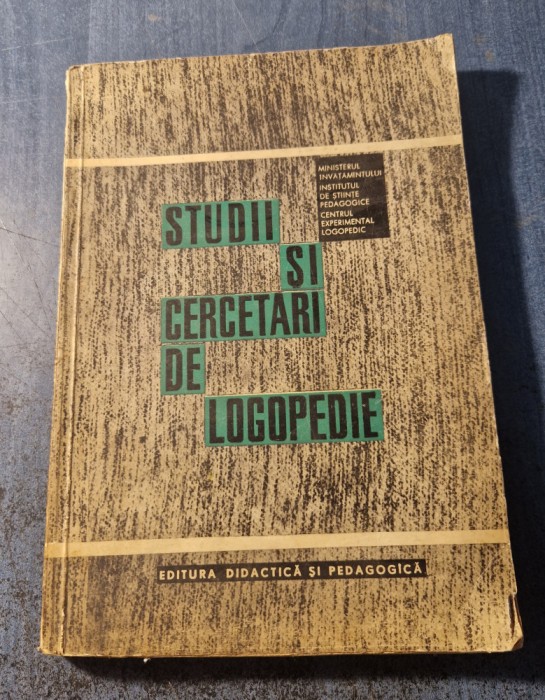 MINISTERUL
INVATAMINTULUI
INSTITUTUL
DE ȘTIINȚE
PEDAGOGICE
CENTRUL
EXPERIMENTAL
LOGOPEDIC
STUDII
ȘI
CERCETARI
DE
LOGOPEDIE
EDITURA DIDACTICĂ ȘI PEDAGOGICĂ